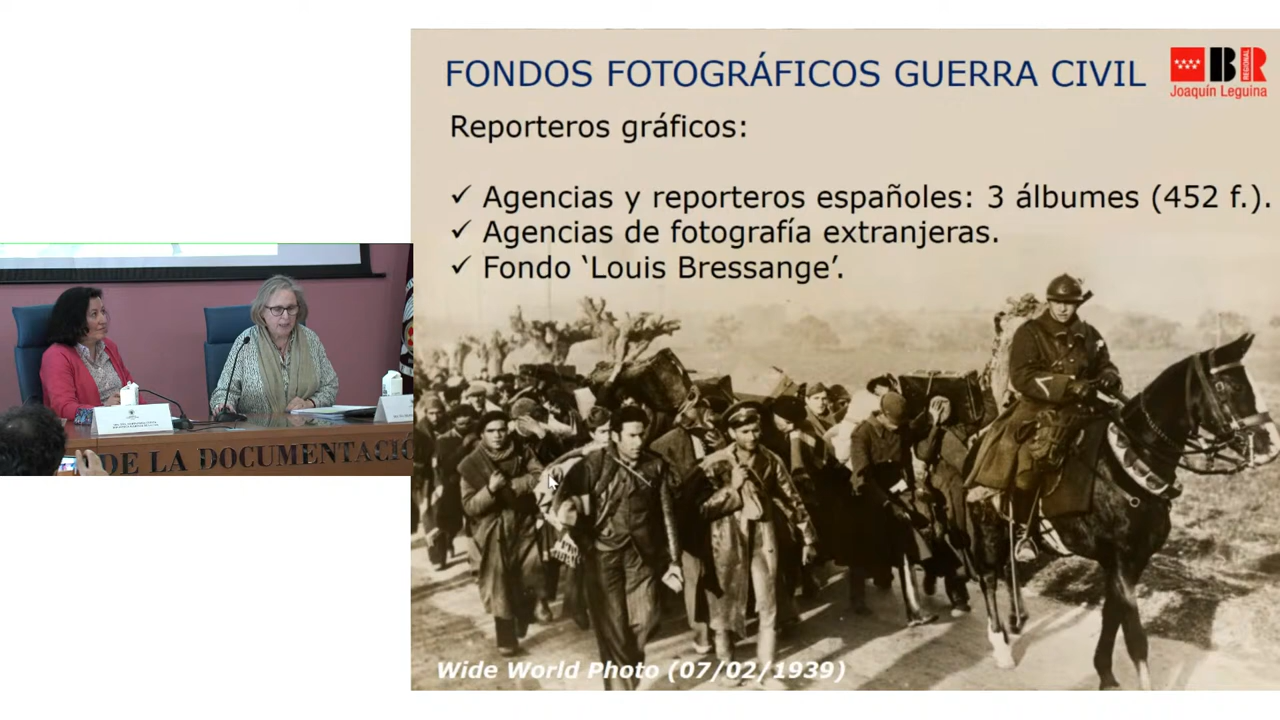 FONDOS FOTOGRÁFICOS GUERRA CIVIL
BR
REGIONAL
Joaquín Leguina
Reporteros gráficos:
✓ Agencias y reporteros españoles: 3 álbumes (452 f.).
✓ Agencias de fotografía extranjeras.
✓ Fondo ‘Louis Bressange’.
DE LA DOCUMENTACIÓ
Wide World Photo (07/02/1939)